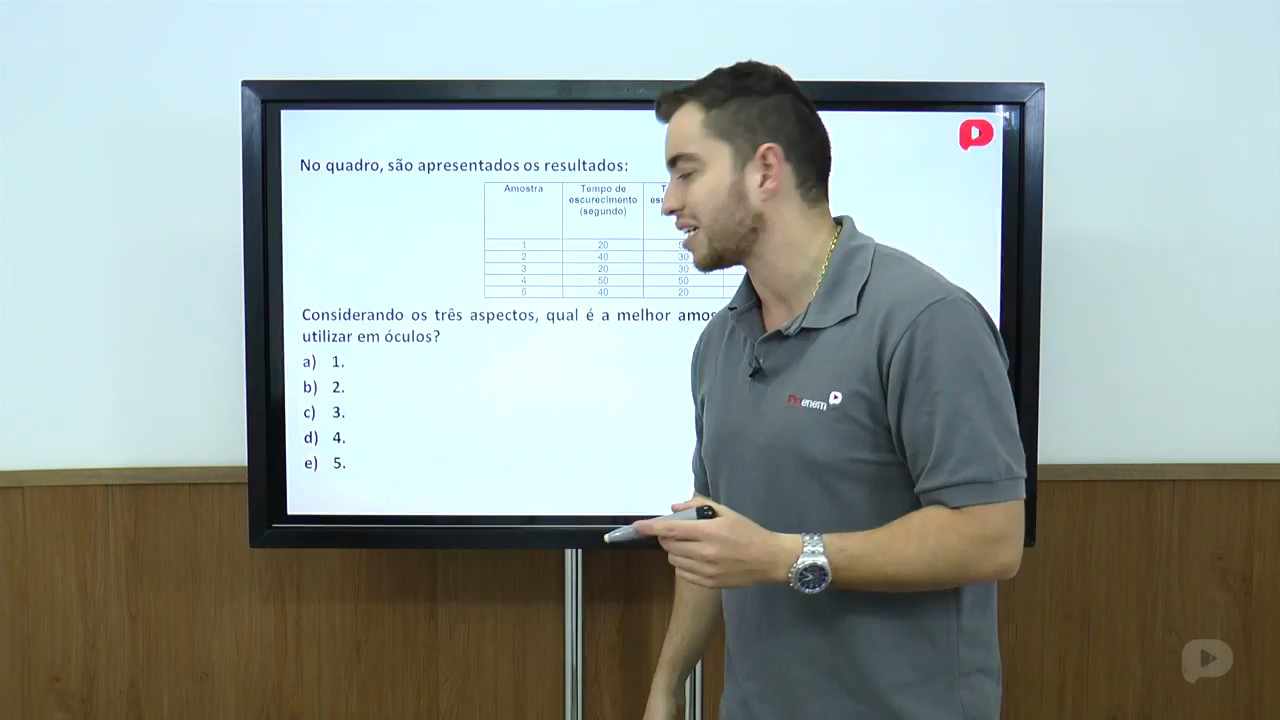 No quadro, são apresentados os resultados:
Amostra Tempo de
escurecimento
(segundo)
1 20
2 40 30
3 20 30
4 50 50
5 40 20
Considerando os três aspectos, qual é a melhor
utilizar em óculos?
a) 1.
b) 2.
c) 3.
d) 4.
e) 5.
enem